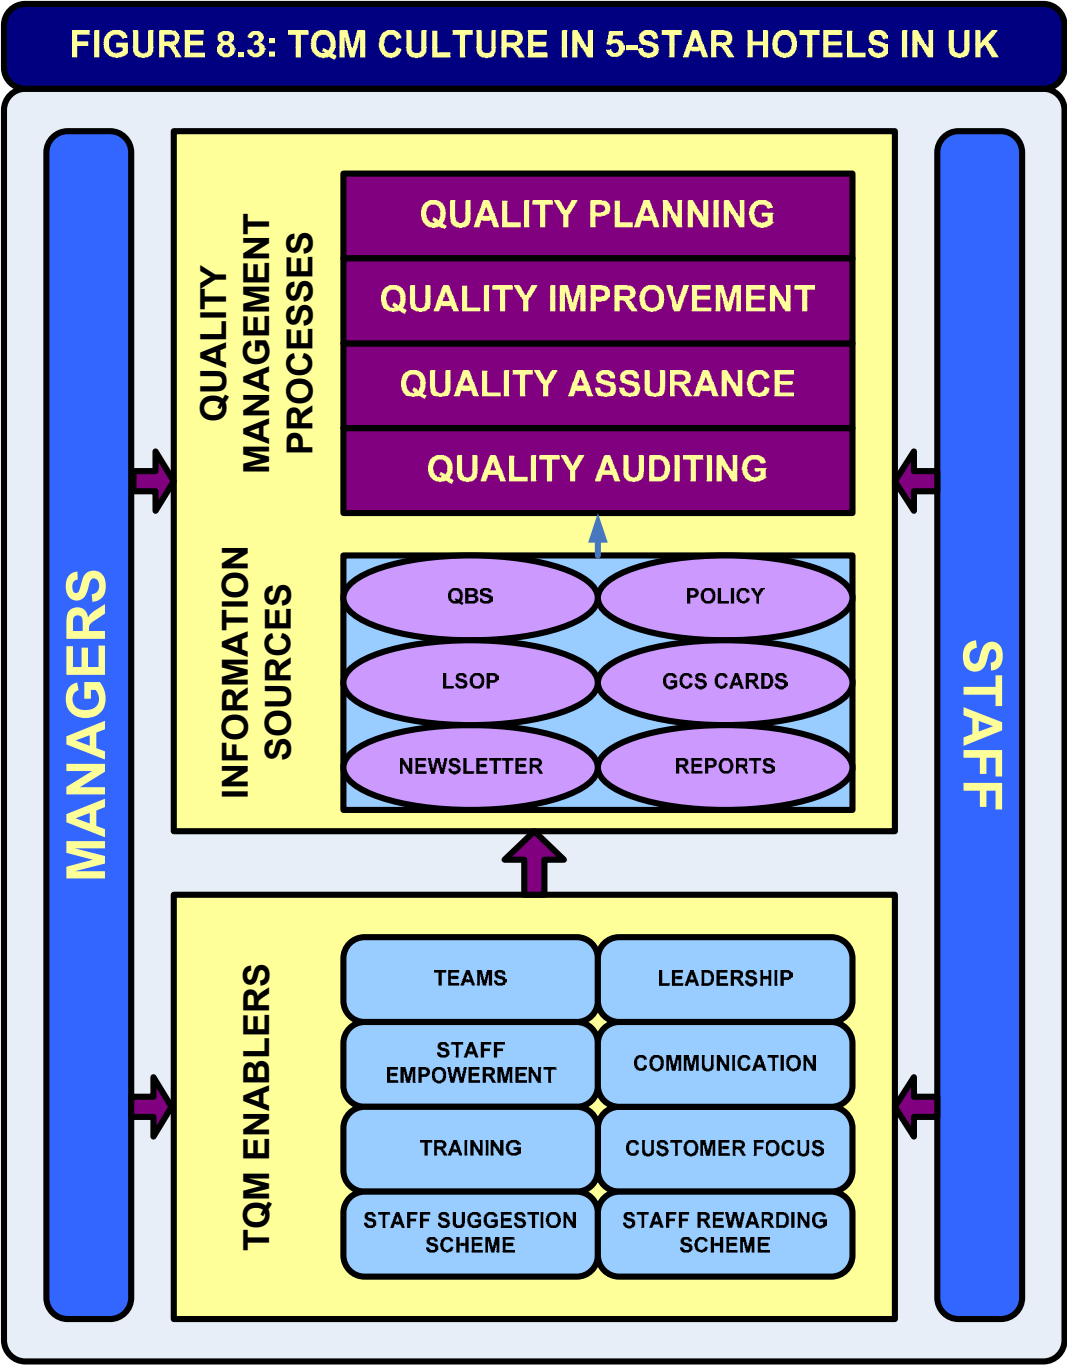 FIGURE 8.3: TQM CULTURE IN 5-STAR HOTELS IN UK
MANAGERS
QUALITY
MANAGEMENT
PROCESSES
QUALITY PLANNING
QUALITY IMPROVEMENT
QUALITY ASSURANCE
QUALITY AUDITING
INFORMATION
SOURCES
QBS
POLICY
LSOP
GCS CARDS
NEWSLETTER
REPORTS
TQM ENABLERS
TEAMS
LEADERSHIP
STAFF
EMPOWERMENT
COMMUNICATION
TRAINING
CUSTOMER FOCUS
STAFF SUGGESTION
SCHEME
STAFF REWARDING
SCHEME
STAFF